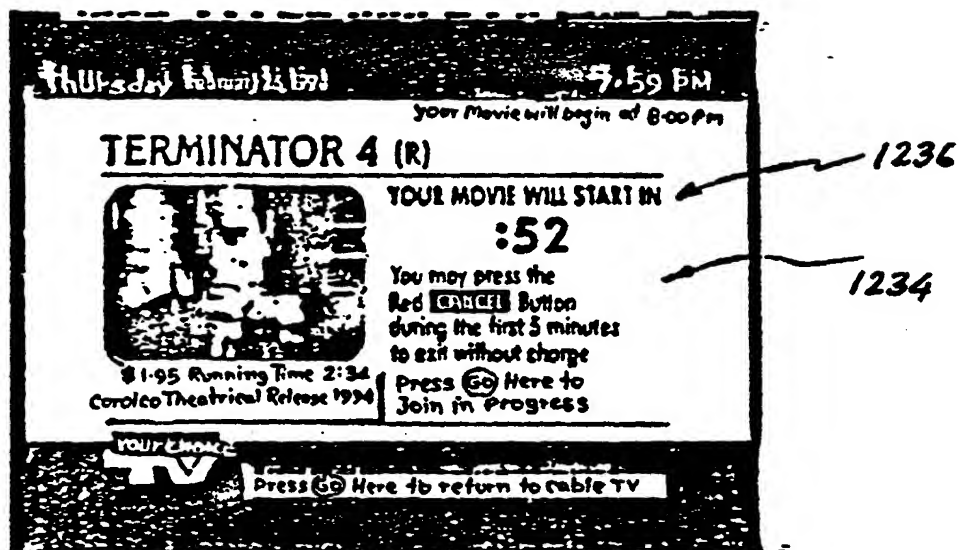 Thursday
7:59 PM
Your Movie will begin at 8:00 Pm
TERMINATOR 4 (R)
1236
YOUR MOVIE WILL START IN
:52
1234
You may press the
Red CANCEL Button
during the first 5 minutes
to exit without charge
$1.95 Running Time 2:34
Carolco Theatrical Release 1994
Press GO Here to
Join in Progress
YOUR CHOICE
TV
Press GO Here to return to cable TV